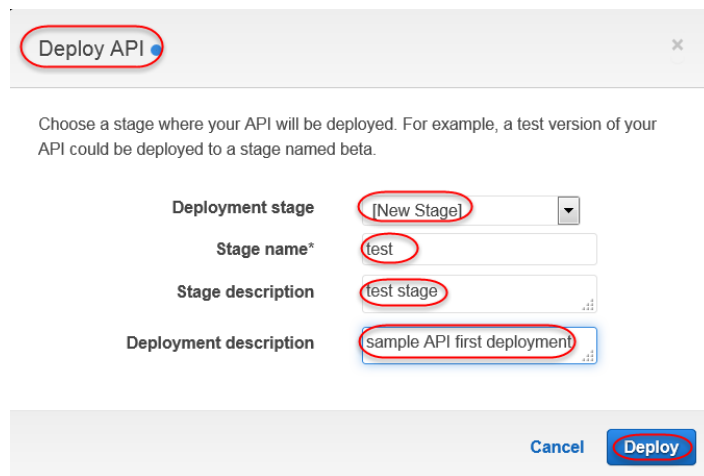 Deploy API
×
Choose a stage where your API will be deployed. For example, a test version of your
API could be deployed to a stage named beta.
Deployment stage [New Stage]
Stage name* test
Stage description test stage
Deployment description sample API first deployment
Cancel Deploy